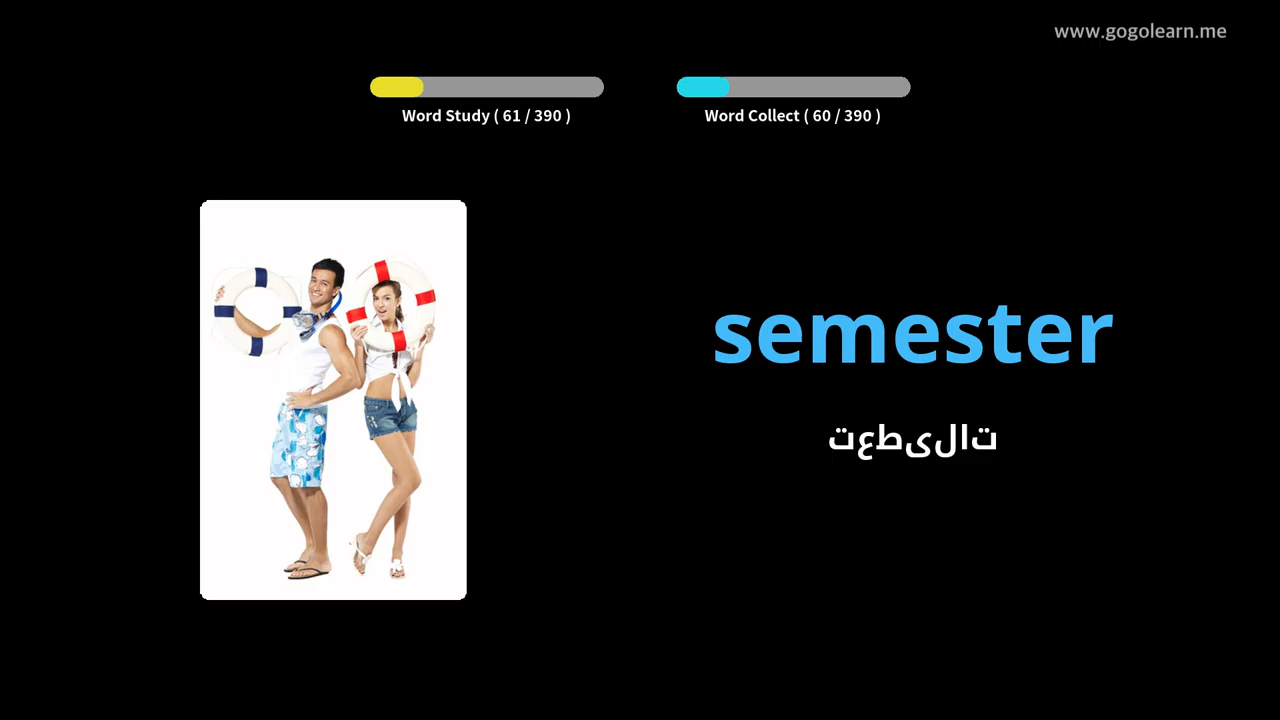 www.gogolearn.me
Word Study ( 61 / 390 )
Word Collect ( 60 / 390 )
semester
تعطیلات